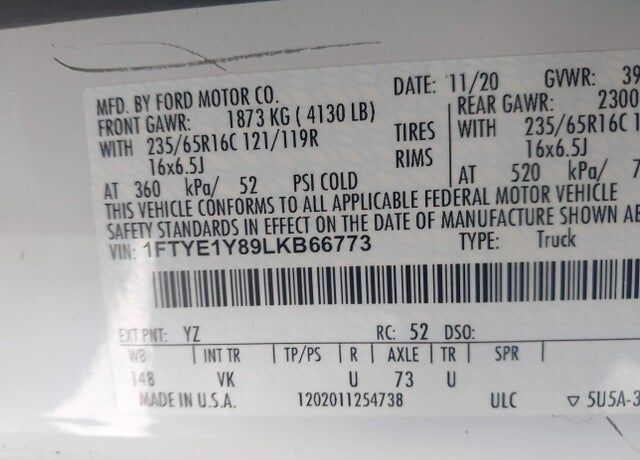 MFD. BY FORD MOTOR CO. DATE: 11/20 GVWR: 39
FRONT GAWR: 1873 KG ( 4130 LB) REAR GAWR: 2300
WITH 235/65R16C 121/119R TIRES WITH 235/65R16C 1
16x6.5J RIMS 16x6.5J
AT 360 kPa/ 52 PSI COLD AT 520 kPa/ 7
THIS VEHICLE CONFORMS TO ALL APPLICABLE FEDERAL MOTOR VEHICLE
SAFETY STANDARDS IN EFFECT ON THE DATE OF MANUFACTURE SHOWN AB
VIN: 1FTYE1Y89LKB66773 TYPE: Truck
EXT PNT: YZ RC: 52 DSO:
WB INT TR TP/PS R AXLE TR SPR
148 VK U 73 U
MADE IN U.S.A. 1202011254738 ULC ▽ 5U5A-3